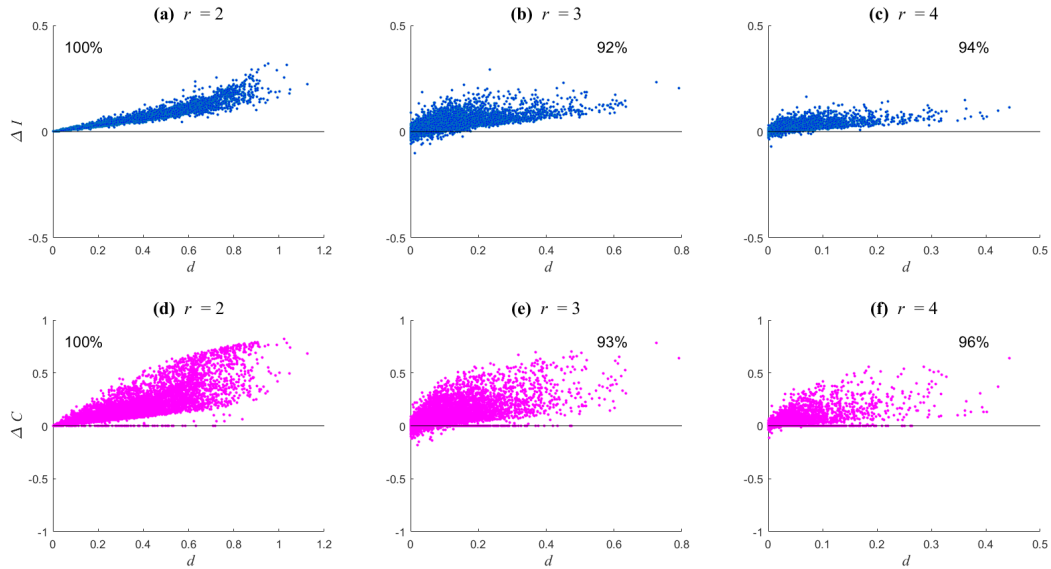 (a) r = 2
(b) r = 3
(c) r = 4
0.5
0
-0.5
Δ I
100%
0 0.2 0.4 0.6 0.8 1 1.2
d
0.5
0
-0.5
92%
0 0.2 0.4 0.6 0.8
d
0.5
0
-0.5
94%
0 0.1 0.2 0.3 0.4 0.5
d
(d) r = 2
(e) r = 3
(f) r = 4
1
0.5
0
-0.5
-1
Δ C
100%
0 0.2 0.4 0.6 0.8 1 1.2
d
1
0.5
0
-0.5
-1
93%
0 0.2 0.4 0.6 0.8
d
1
0.5
0
-0.5
-1
96%
0 0.1 0.2 0.3 0.4 0.5
d